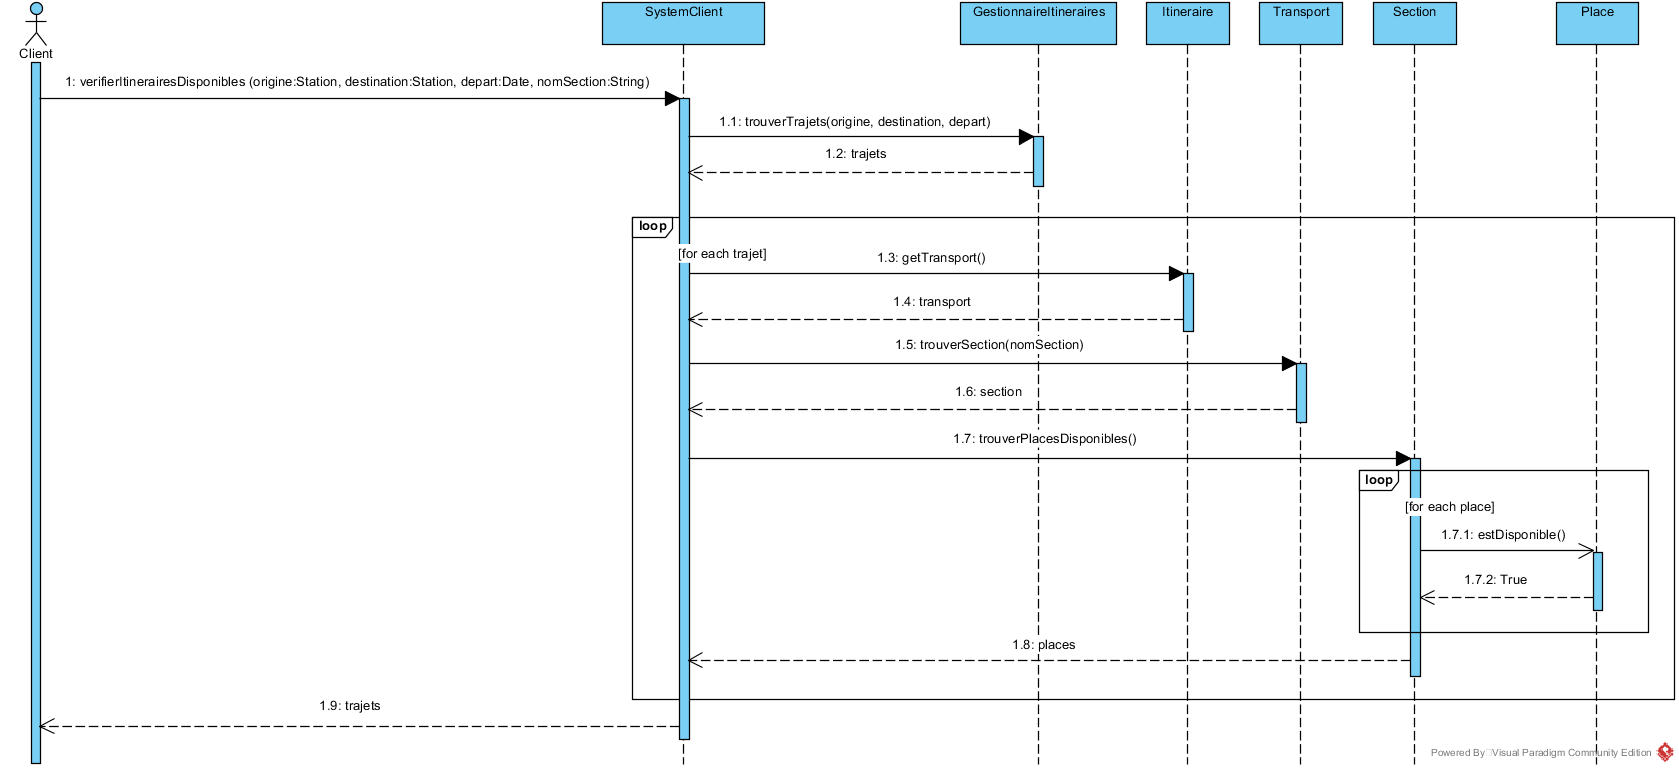 SystemClient
GestionnaireItineraires
Itineraire
Transport
Section
Place
Client
1: verifierItinerairesDisponibles (origine:Station, destination:Station, depart:Date, nomSection:String)
1.1: trouverTrajets(origine, destination, depart)
1.2: trajets
loop
[for each trajet]
1.3: getTransport()
1.4: transport
1.5: trouverSection(nomSection)
1.6: section
1.7: trouverPlacesDisponibles()
loop
[for each place]
1.7.1: estDisponible()
1.7.2: True
1.8: places
1.9: trajets
Powered By Visual Paradigm Community Edition